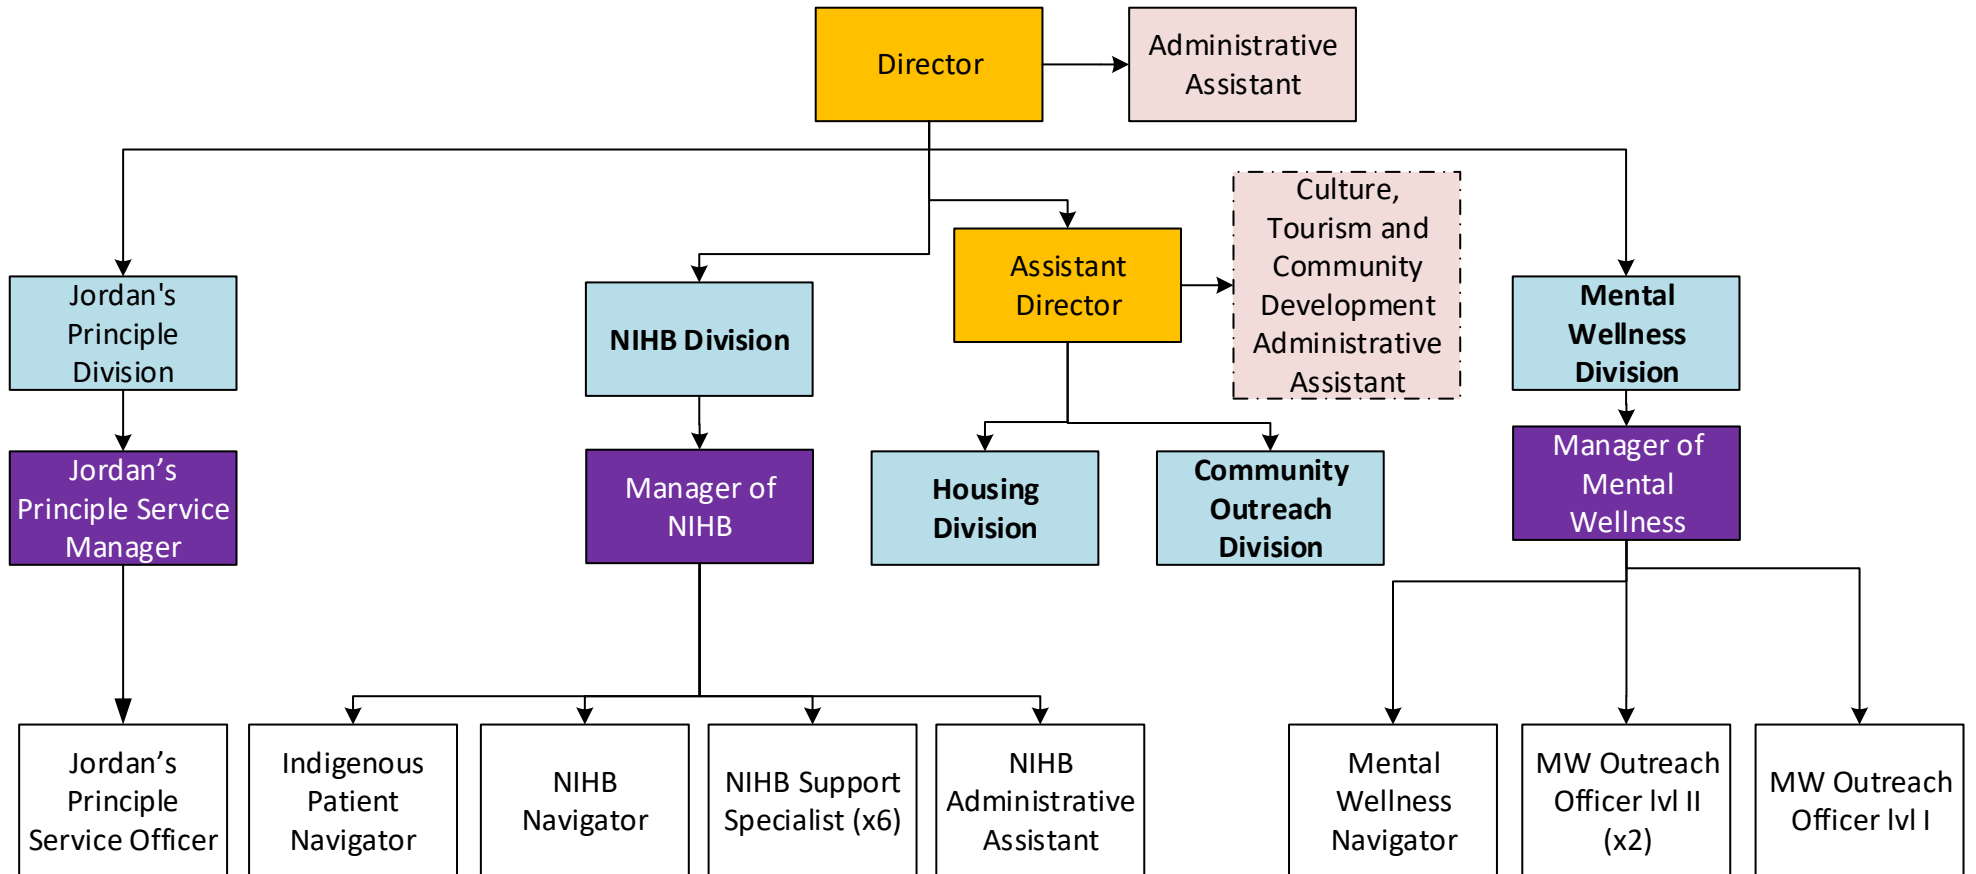 Director
Administrative
Assistant
Culture,
Tourism and
Community
Development
Administrative
Assistant
Assistant
Director
Jordan's
Principle
Division
NIHB Division
Mental
Wellness
Division
Jordan’s
Principle Service
Manager
Manager of
NIHB
Housing
Division
Community
Outreach
Division
Manager of
Mental
Wellness
Jordan’s
Principle
Service Officer
Indigenous
Patient
Navigator
NIHB
Navigator
NIHB Support
Specialist (x6)
NIHB
Administrative
Assistant
Mental
Wellness
Navigator
MW Outreach
Officer lvl II
(x2)
MW Outreach
Officer lvl I